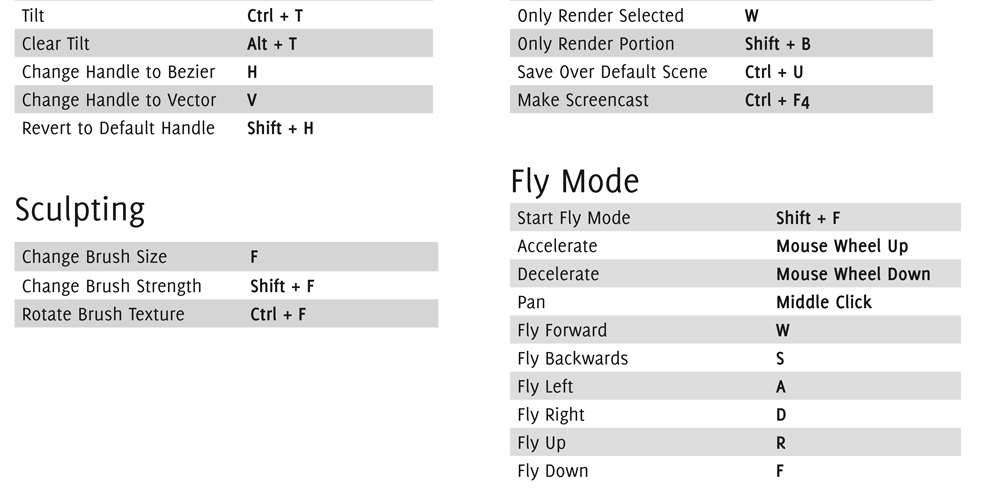 Tilt Ctrl + T
Clear Tilt Alt + T
Change Handle to Bezier H
Change Handle to Vector V
Revert to Default Handle Shift + H
Sculpting
Change Brush Size F
Change Brush Strength Shift + F
Rotate Brush Texture Ctrl + F
Only Render Selected W
Only Render Portion Shift + B
Save Over Default Scene Ctrl + U
Make Screencast Ctrl + F4
Fly Mode
Start Fly Mode Shift + F
Accelerate Mouse Wheel Up
Decelerate Mouse Wheel Down
Pan Middle Click
Fly Forward W
Fly Backwards S
Fly Left A
Fly Right D
Fly Up R
Fly Down F